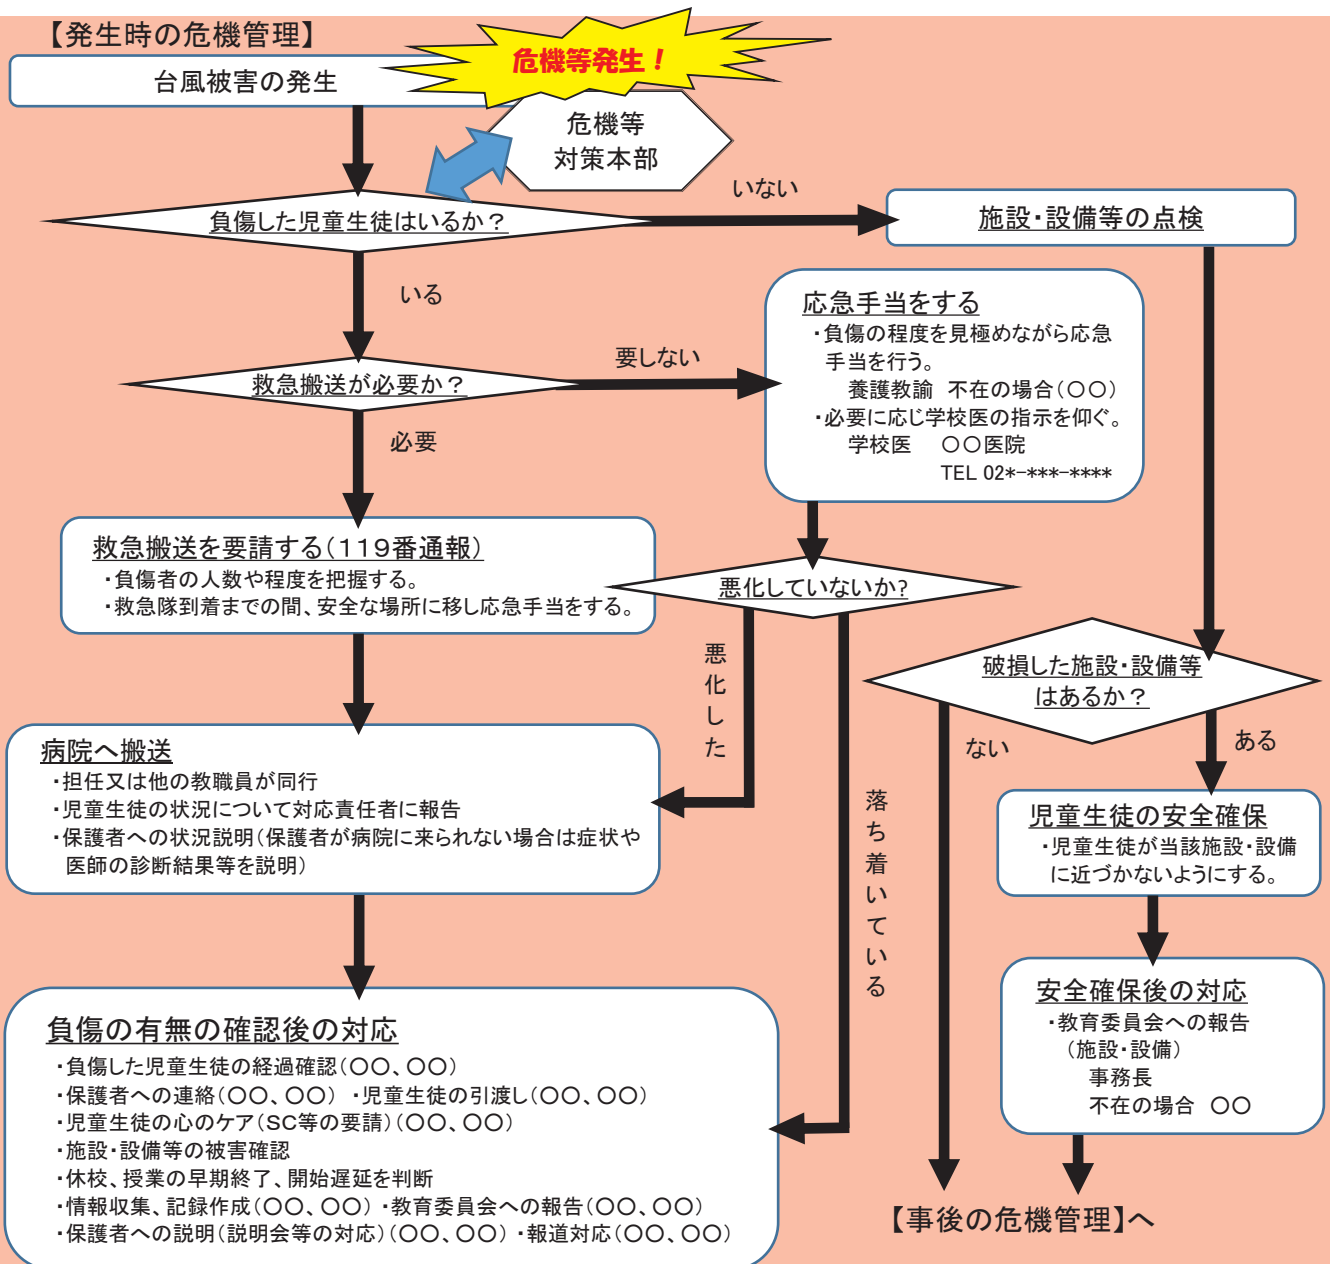 【発生時の危機管理】
危機等発生！
台風被害の発生
危機等
対策本部
負傷した児童生徒はいるか？
いない
施設・設備等の点検
いる
応急手当をする
・負傷の程度を見極めながら応急
手当を行う。
養護教諭 不在の場合(○○)
・必要に応じ学校医の指示を仰ぐ。
学校医 ○○医院
TEL 02*-***-****
救急搬送が必要か？
要しない
必要
救急搬送を要請する(１１９番通報)
・負傷者の人数や程度を把握する。
・救急隊到着までの間、安全な場所に移し応急手当をする。
悪化していないか?
悪化した
落ち着いている
破損した施設・設備等
はあるか？
ない
ある
病院へ搬送
・担任又は他の教職員が同行
・児童生徒の状況について対応責任者に報告
・保護者への状況説明(保護者が病院に来られない場合は症状や
医師の診断結果等を説明)
児童生徒の安全確保
・児童生徒が当該施設・設備
に近づかないようにする。
安全確保後の対応
・教育委員会への報告
(施設・設備)
事務長
不在の場合 ○○
負傷の有無の確認後の対応
・負傷した児童生徒の経過確認(○○、○○)
・保護者への連絡(○○、○○) ・児童生徒の引渡し(○○、○○)
・児童生徒の心のケア(SC等の要請)(○○、○○)
・施設・設備等の被害確認
・休校、授業の早期終了、開始遅延を判断
・情報収集、記録作成(○○、○○) ・教育委員会への報告(○○、○○)
・保護者への説明(説明会等の対応)(○○、○○) ・報道対応(○○、○○)
【事後の危機管理】へ